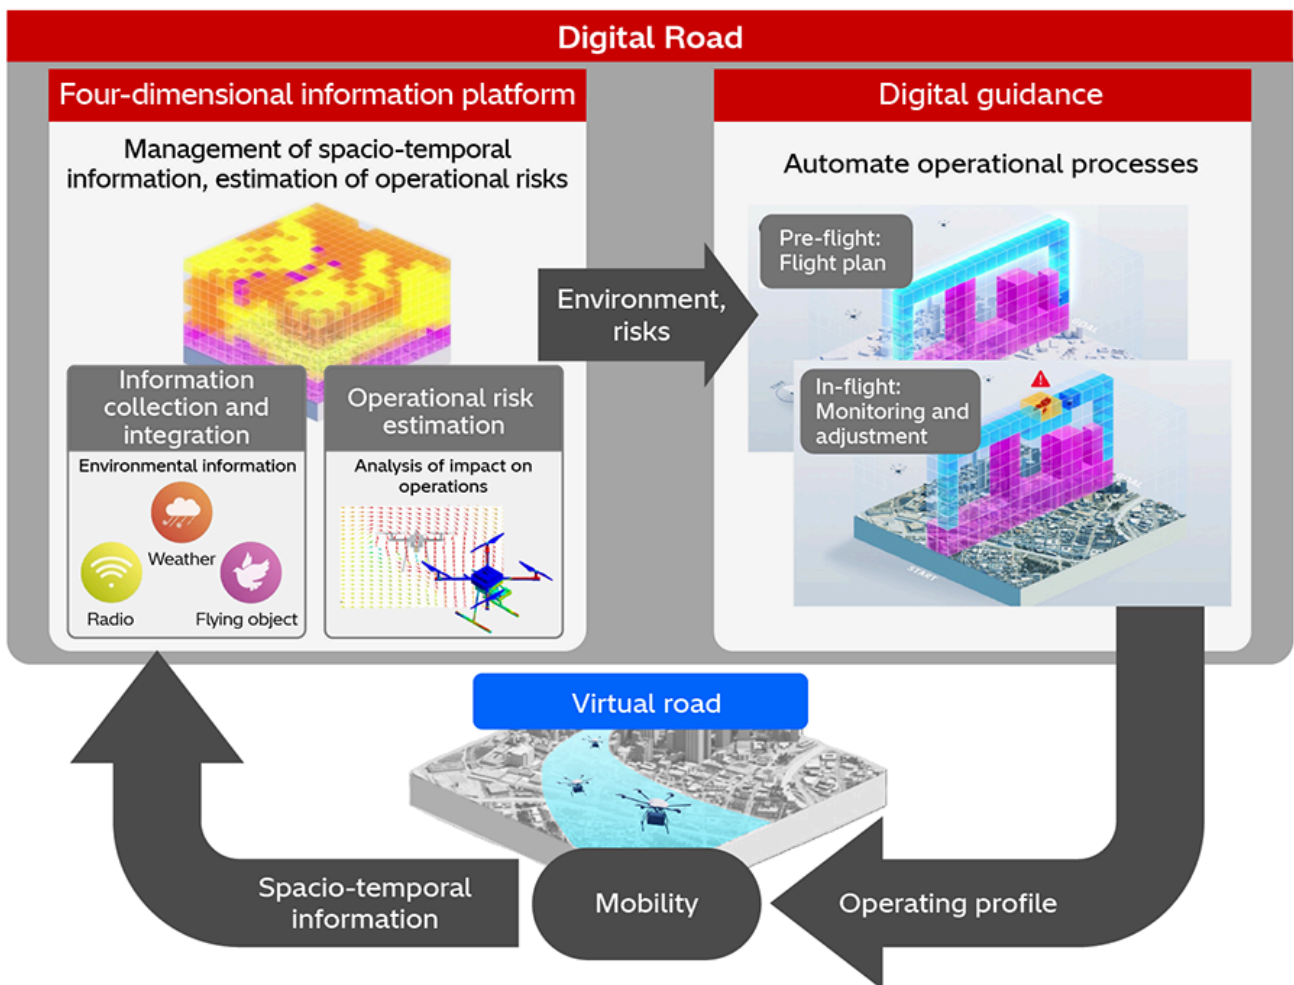 Digital Road
Four-dimensional information platform
Management of spacio-temporal
information, estimation of operational risks
Information
collection and
integration
Environmental information
Weather
Radio
Flying object
Operational risk
estimation
Analysis of impact on
operations
Environment,
risks
Digital guidance
Automate operational processes
Pre-flight:
Flight plan
GOAL
In-flight:
Monitoring and
adjustment
START
Virtual road
Mobility
Operating profile
Spacio-temporal
information